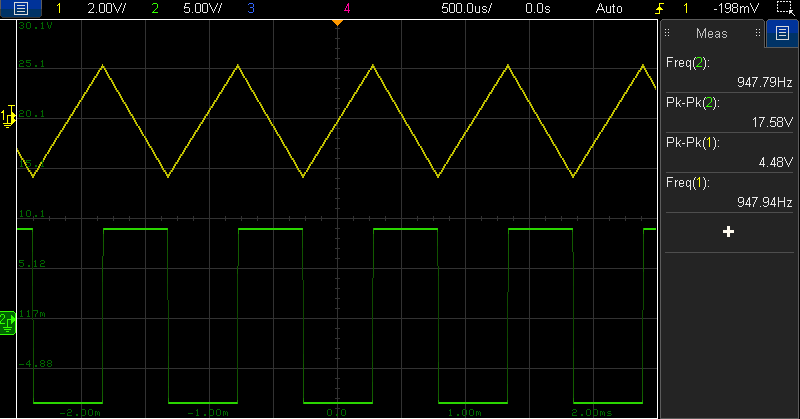 1 2.00V/ 2 5.00V/ 3 4 500.0us/ 0.0s Auto 1 -198mV
30.1V
Meas
25.1
Freq(2):
947.79Hz
Pk-Pk(2):
17.58V
20.1
1
Pk-Pk(1):
4.48V
15.1
Freq(1):
947.94Hz
10.1
5.12
117m
2
-4.88
-2.00m -1.00m 0.0 1.00m 2.00ms